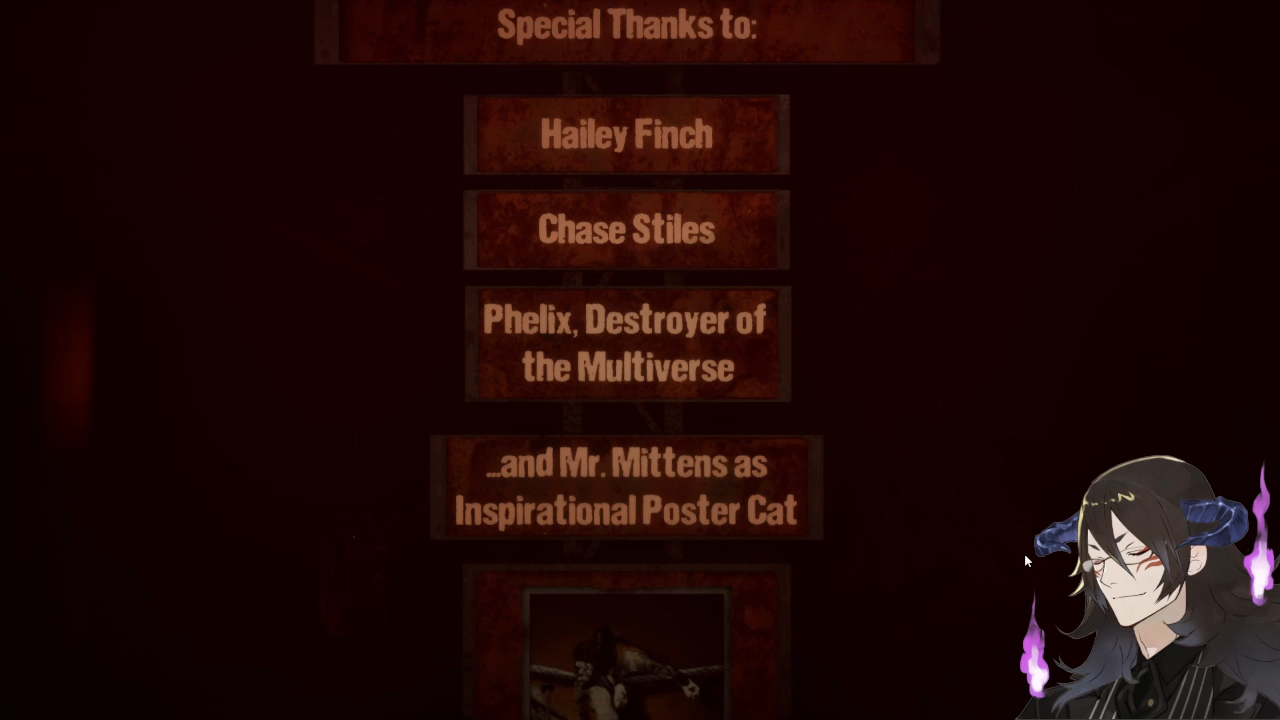 Special Thanks to:
Hailey Finch
Chase Stiles
Phelix, Destroyer of
the Multiverse
...and Mr. Mittens as
Inspirational Poster Cat